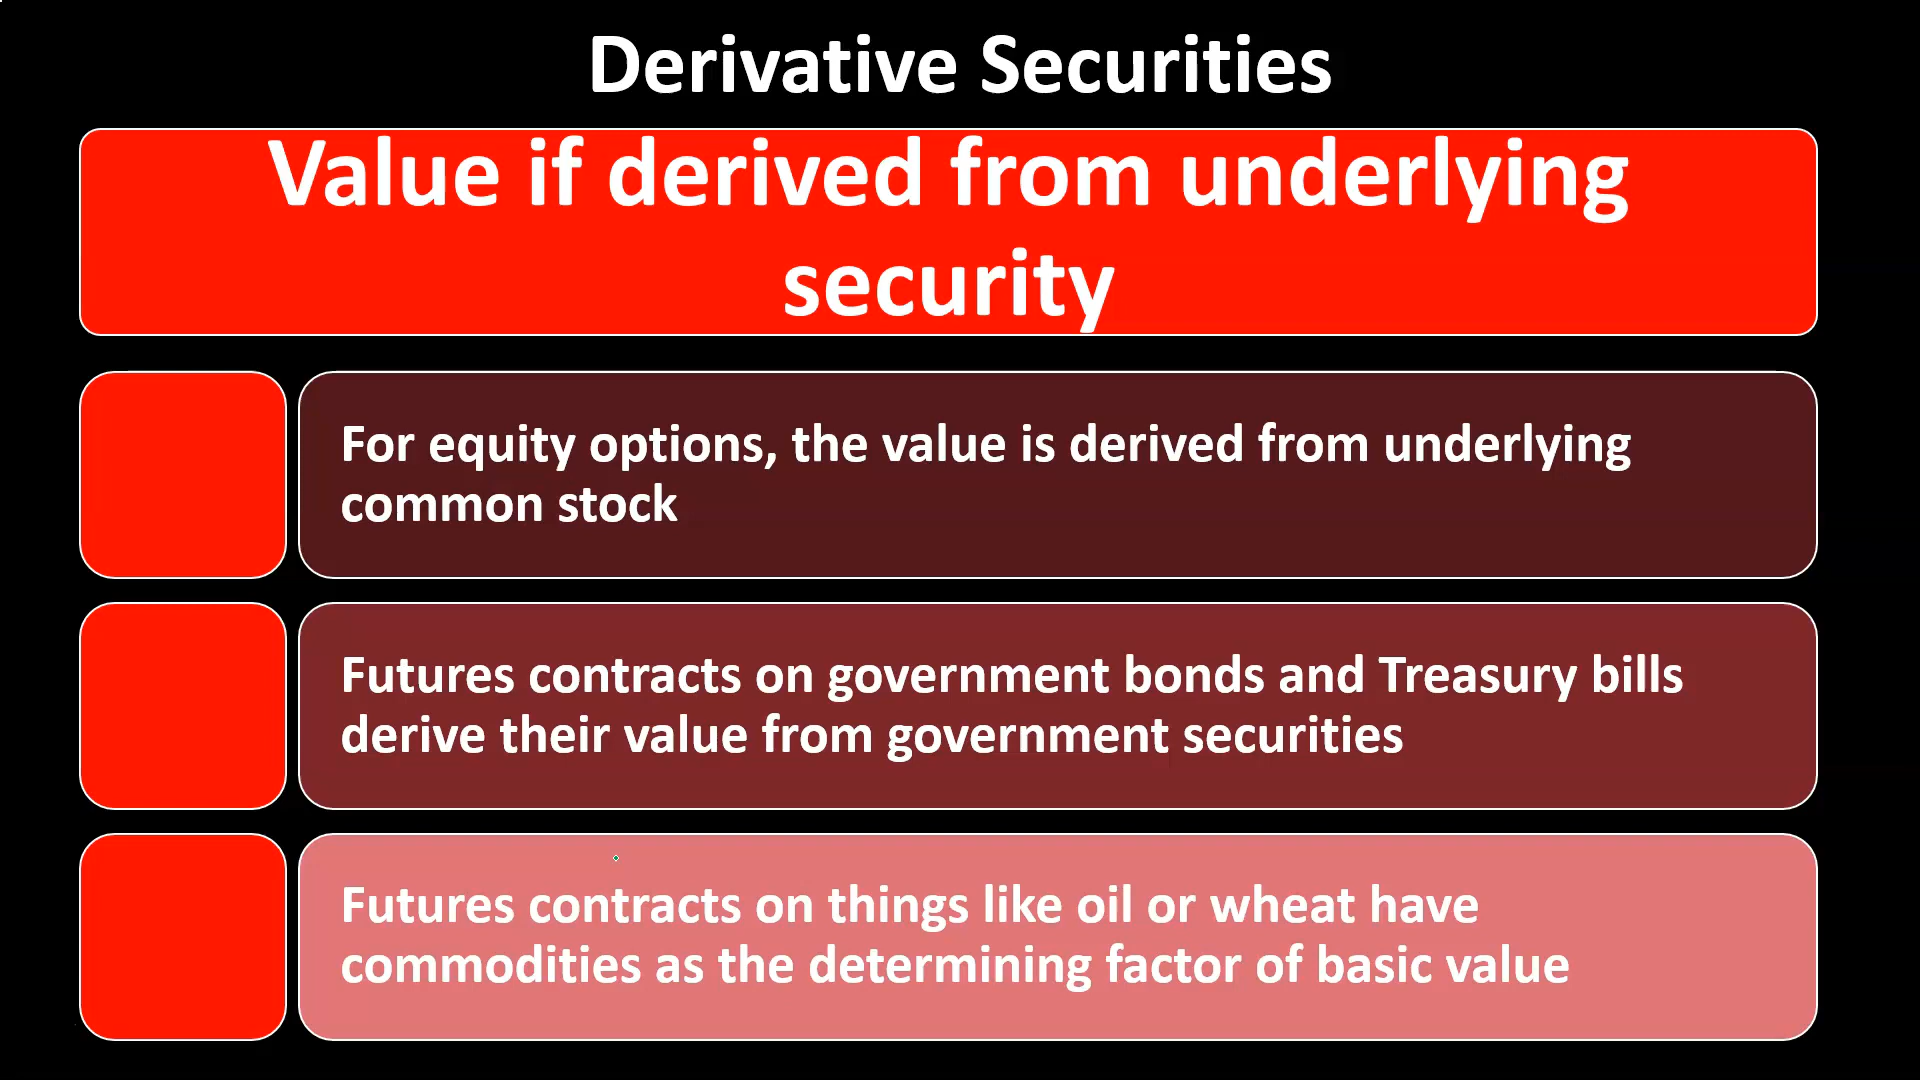 Derivative Securities
Value if derived from underlying
security
For equity options, the value is derived from underlying
common stock
Futures contracts on government bonds and Treasury bills
derive their value from government securities
Futures contracts on things like oil or wheat have
commodities as the determining factor of basic value